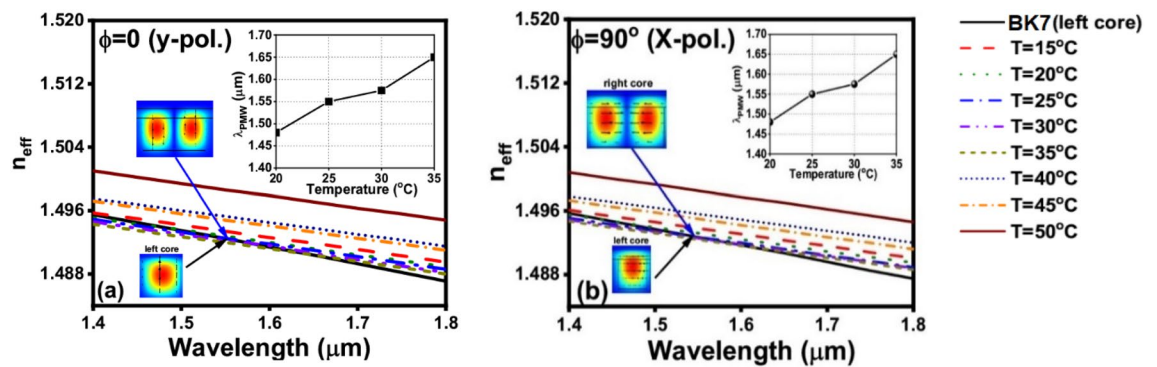 1.520
1.512
1.504
1.496
1.488
n_eff
ϕ=0 (y-pol.)
1.70
1.65
1.60
1.55
1.50
1.45
1.40
λ_PMW (μm)
20 25 30 35
Temperature (°C)
left core
(a)
1.4 1.5 1.6 1.7 1.8
Wavelength (μm)
1.520
1.512
1.504
1.496
1.488
n_eff
ϕ=90° (X-pol.)
1.70
1.65
1.60
1.55
1.50
1.45
1.40
λ_PMW (μm)
20 25 30 35
Temperature (°C)
right core
left core
(b)
1.4 1.5 1.6 1.7 1.8
Wavelength (μm)
BK7(left core)
T=15°C
T=20°C
T=25°C
T=30°C
T=35°C
T=40°C
T=45°C
T=50°C